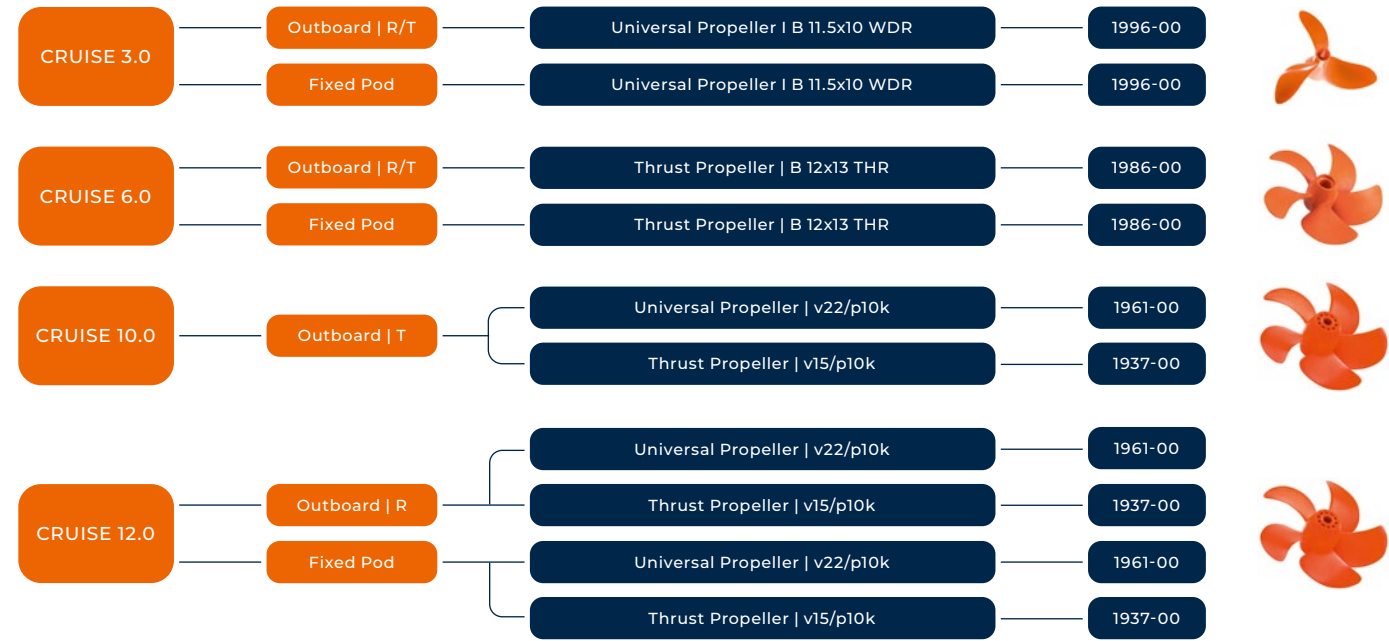 CRUISE 3.0
Outboard | R/T
Universal Propeller I B 11.5x10 WDR
1996-00
Fixed Pod
Universal Propeller I B 11.5x10 WDR
1996-00
CRUISE 6.0
Outboard | R/T
Thrust Propeller | B 12x13 THR
1986-00
Fixed Pod
Thrust Propeller | B 12x13 THR
1986-00
CRUISE 10.0
Outboard | T
Universal Propeller | v22/p10k
1961-00
Thrust Propeller | v15/p10k
1937-00
CRUISE 12.0
Outboard | R
Universal Propeller | v22/p10k
1961-00
Thrust Propeller | v15/p10k
1937-00
Fixed Pod
Universal Propeller | v22/p10k
1961-00
Thrust Propeller | v15/p10k
1937-00